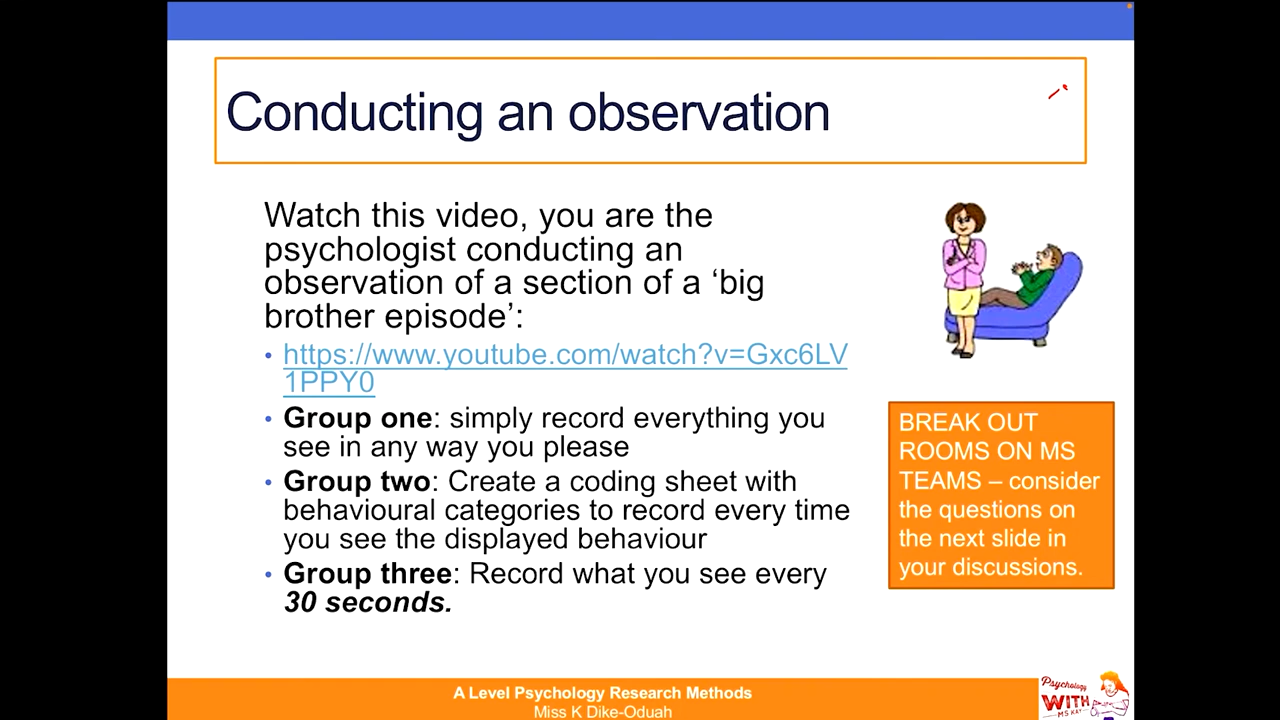 Conducting an observation
Watch this video, you are the
psychologist conducting an
observation of a section of a ‘big
brother episode’:
• https://www.youtube.com/watch?v=Gxc6LV
1PPY0
• Group one: simply record everything you
see in any way you please
• Group two: Create a coding sheet with
behavioural categories to record every time
you see the displayed behaviour
• Group three: Record what you see every
30 seconds.
BREAK OUT
ROOMS ON MS
TEAMS – consider
the questions on
the next slide in
your discussions.
A Level Psychology Research Methods
Miss K Dike-Oduah
Psychology
WITH